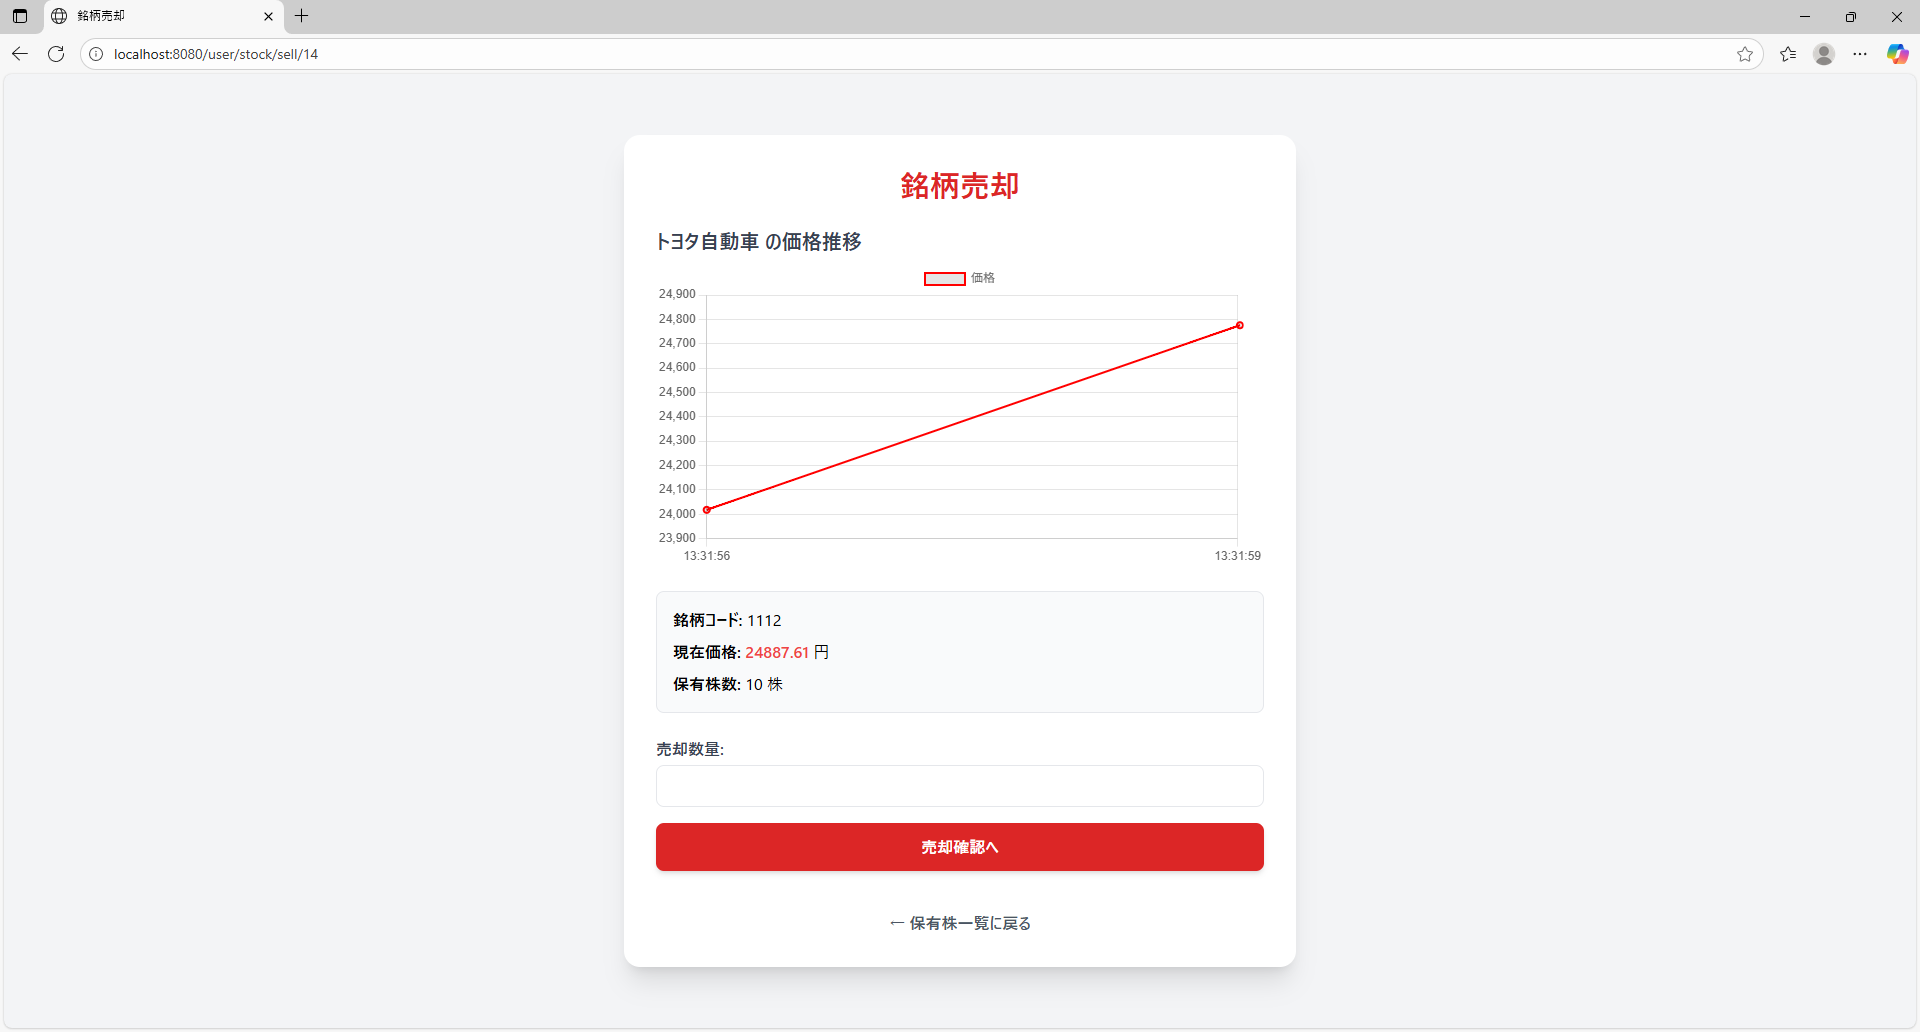 銘柄売却
localhost:8080/user/stock/sell/14
銘柄売却
トヨタ自動車 の価格推移
価格
24,900
24,800
24,700
24,600
24,500
24,400
24,300
24,200
24,100
24,000
23,900
13:31:56 13:31:59
銘柄コード: 1112
現在価格: 24887.61 円
保有株数: 10 株
売却数量:
売却確認へ
← 保有株一覧に戻る